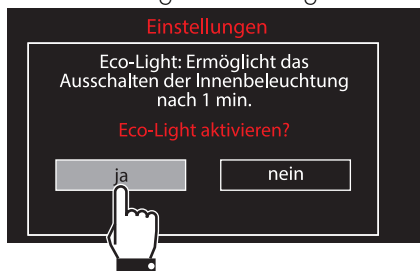 Einstellungen
Eco-Light: Ermöglicht das
Ausschalten der Innenbeleuchtung
nach 1 min.
Eco-Light aktivieren?
ja
nein